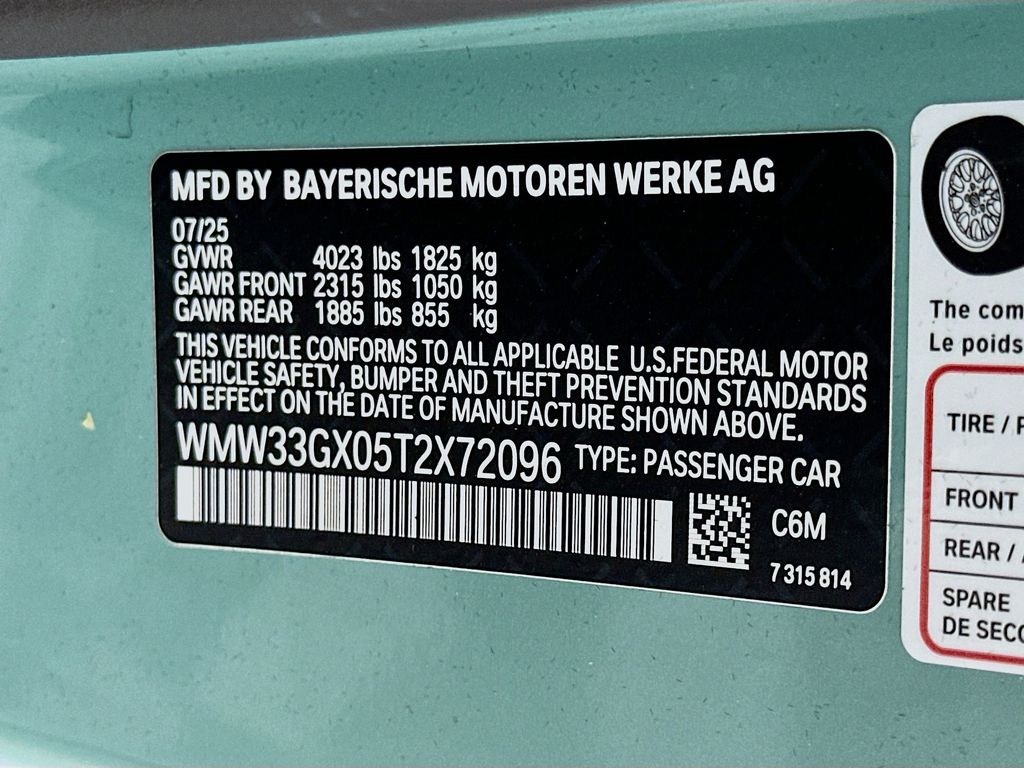 MFD BY BAYERISCHE MOTOREN WERKE AG
07/25
GVWR 4023 lbs 1825 kg
GAWR FRONT 2315 lbs 1050 kg
GAWR REAR 1885 lbs 855 kg
THIS VEHICLE CONFORMS TO ALL APPLICABLE U.S.FEDERAL MOTOR
VEHICLE SAFETY, BUMPER AND THEFT PREVENTION STANDARDS
IN EFFECT ON THE DATE OF MANUFACTURE SHOWN ABOVE.
WMW33GX05T2X72096 TYPE: PASSENGER CAR
C6M
7 315 814
The com
Le poids
TIRE / P
FRONT
REAR / A
SPARE
DE SECO